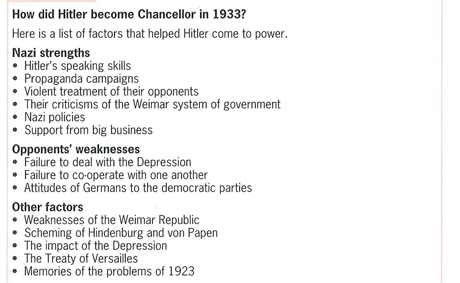 How did Hitler become Chancellor in 1933?
Here is a list of factors that helped Hitler come to power.
Nazi strengths
• Hitler's speaking skills
• Propaganda campaigns
• Violent treatment of their opponents
• Their criticisms of the Weimar system of government
• Nazi policies
• Support from big business
Opponents' weaknesses
• Failure to deal with the Depression
• Failure to co-operate with one another
• Attitudes of Germans to the democratic parties
Other factors
• Weaknesses of the Weimar Republic
• Scheming of Hindenburg and von Papen
• The impact of the Depression
• The Treaty of Versailles
• Memories of the problems of 1923